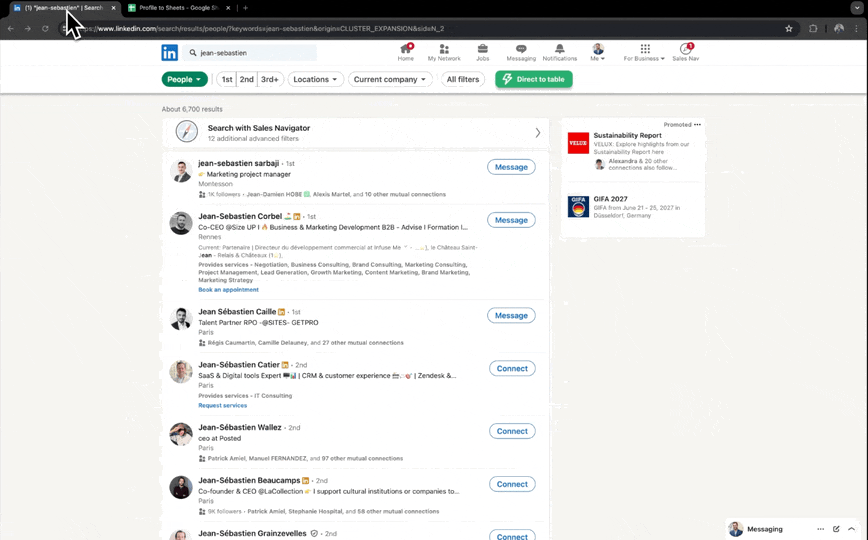 (1) "jean-sebastien" | Search
Profile to Sheets - Google Sh
https://www.linkedin.com/search/results/people/?keywords=jean-sebastien&origin=CLUSTER_EXPANSION&sid=N_2
in
jean-sebastien
Home
My Network
Jobs
Messaging
Notifications
Me
For Business
1
Sales Nav
People
1st
2nd
3rd+
Locations
Current company
All filters
Direct to table
About 6,700 results
Search with Sales Navigator
12 additional advanced filters
Promoted
Sustainability Report
VELUX
VELUX: Explore highlights from our
Sustainability Report here
Alexandra & 20 other
connections also follow...
GIFA 2027
GIFA
GIFA from June 21 - 25, 2027 in
Düsseldorf, Germany
jean-sebastien sarbaji • 1st
Message
Marketing project manager
Montesson
1K followers • Jean-Damien HOBE, Alexis Martel, and 10 other mutual connections
Jean-Sebastien Corbel in • 1st
Message
Co-CEO @Size UP I Business & Marketing Development B2B - Advise I Formation I...
Rennes
Current: Partenaire | Directeur du développement commercial at Infuse le Château Saint-
Jean - Relais & Châteaux
Provides services - Negotiation, Business Consulting, Brand Consulting, Marketing Consulting,
Project Management, Lead Generation, Growth Marketing, Content Marketing, Brand Marketing,
Marketing Strategy
Book an appointment
Jean Sébastien Caille in • 1st
Message
Talent Partner RPO -@SITES- GETPRO
Paris
Régis Caumartin, Camille Delauney, and 27 other mutual connections
Jean-Sébastien Catier in • 2nd
Connect
SaaS & Digital tools Expert | CRM & customer experience | Zendesk &...
Paris
Provides services - IT Consulting
Request services
Jean-Sébastien Wallez • 2nd
Connect
ceo at Posted
Paris
Patrick Amiel, Manuel FERNANDEZ, and 97 other mutual connections
Jean-Sébastien Beaucamps in • 2nd
Connect
Co-founder & CEO @LaCollection I support cultural institutions or companies to...
Paris
9K followers • Patrick Amiel, Stephanie Hospital, and 58 other mutual connections
Jean-Sébastien Grainzevelles • 2nd
Connect
Messaging